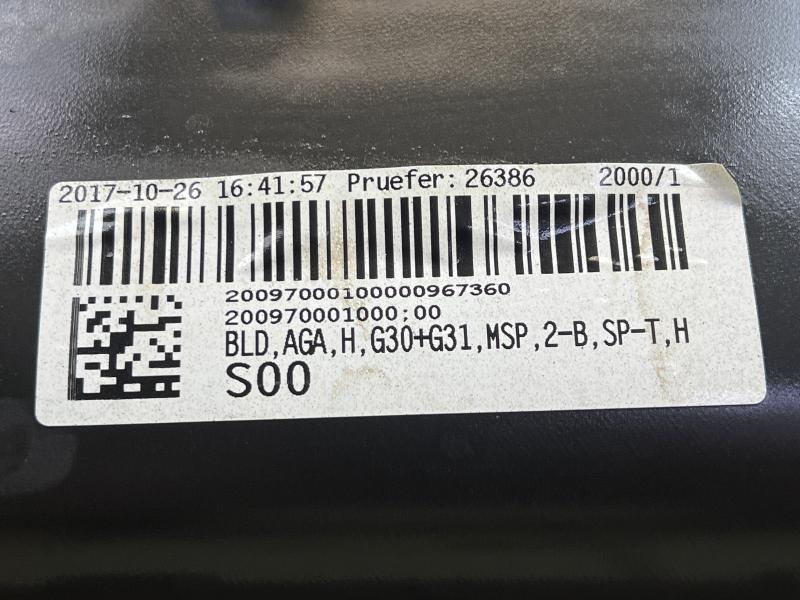 2017-10-26 16:41:57 Pruefer: 26386 2000/1
20097000100000967360
200970001000;00
BLD,AGA,H,G30+G31,MSP,2-B,SP-T,H
S00